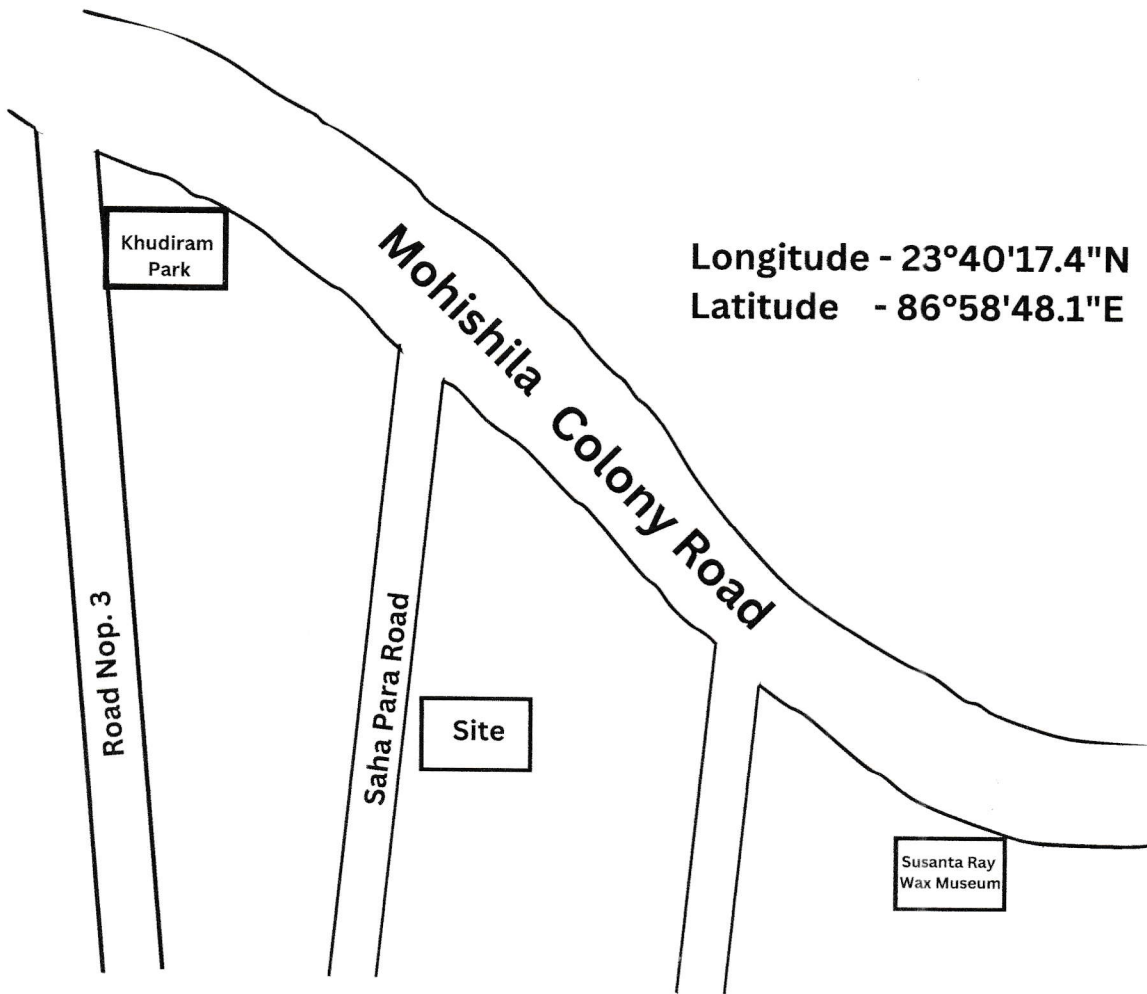 Khudiram
Park
Mohishila Colony Road
Longitude - 23°40'17.4"N
Latitude - 86°58'48.1"E
Road Nop. 3
Saha Para Road
Site
Susanta Ray
Wax Museum